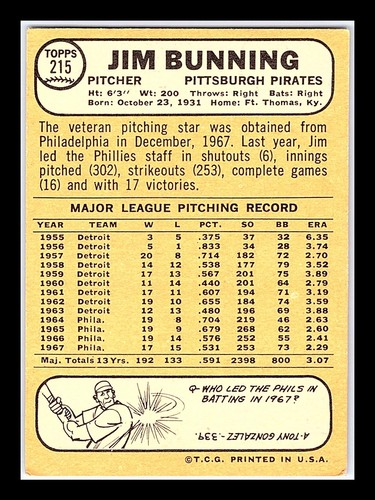 TOPPS
215
JIM BUNNING
PITCHER PITTSBURGH PIRATES
Ht: 6'3" Wt: 200 Throws: Right Bats: Right
Born: October 23, 1931 Home: Ft. Thomas, Ky.
The veteran pitching star was obtained from
Philadelphia in December, 1967. Last year, Jim
led the Phillies staff in shutouts (6), innings
pitched (302), strikeouts (253), complete games
(16) and with 17 victories.
MAJOR LEAGUE PITCHING RECORD
YEAR TEAM W L PCT. SO BB ERA
1955 Detroit 3 5 .375 37 32 6.35
1956 Detroit 5 1 .833 34 28 3.74
1957 Detroit 20 8 .714 182 72 2.70
1958 Detroit 14 12 .538 177 79 3.52
1959 Detroit 17 13 .567 201 75 3.89
1960 Detroit 11 14 .440 201 64 2.79
1961 Detroit 17 11 .607 194 71 3.19
1962 Detroit 19 10 .655 184 74 3.59
1963 Detroit 12 13 .480 196 69 3.88
1964 Phila. 19 8 .704 219 46 2.63
1965 Phila. 19 9 .679 268 62 2.60
1966 Phila. 19 14 .576 252 55 2.41
1967 Phila. 17 15 .531 253 73 2.29
Maj. Totals 13 Yrs. 192 133 .591 2398 800 3.07
Q-WHO LED THE PHILS IN
BATTING IN 1967?
A-TONY GONZALEZ-.339.
©T.C.G. PRINTED IN U.S.A.